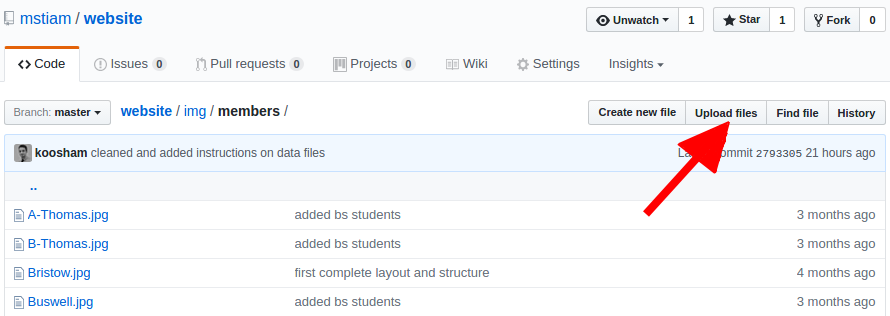 mstiam / website Unwatch 1 Star 1 Fork 0
Code Issues 0 Pull requests 0 Projects 0 Wiki Settings Insights
Branch: master website / img / members / Create new file Upload files Find file History
koosham cleaned and added instructions on data files commit 2793305 21 hours ago
..
A-Thomas.jpg added bs students 3 months ago
B-Thomas.jpg added bs students 3 months ago
Bristow.jpg first complete layout and structure 4 months ago
Buswell.jpg added bs students 3 months ago